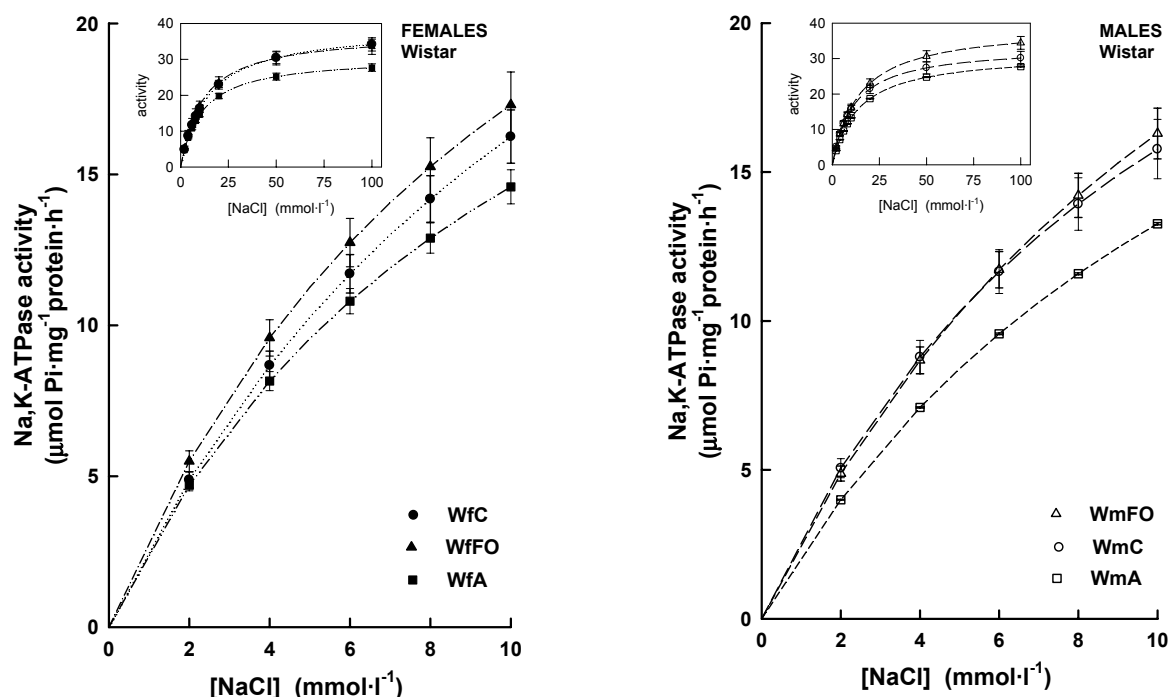 FEMALES
Wistar
40
30
20
10
0
activity
0 25 50 75 100
[NaCl] (mmol·l⁻¹)
20
15
10
5
0
Na,K-ATPase activity
(μmol Pi·mg⁻¹protein·h⁻¹)
WfC
WfFO
WfA
0 2 4 6 8 10
[NaCl] (mmol·l⁻¹)
MALES
Wistar
40
30
20
10
0
activity
0 25 50 75 100
[NaCl] (mmol·l⁻¹)
20
15
10
5
0
Na,K-ATPase activity
(μmol Pi·mg⁻¹protein·h⁻¹)
WmFO
WmC
WmA
0 2 4 6 8 10
[NaCl] (mmol·l⁻¹)